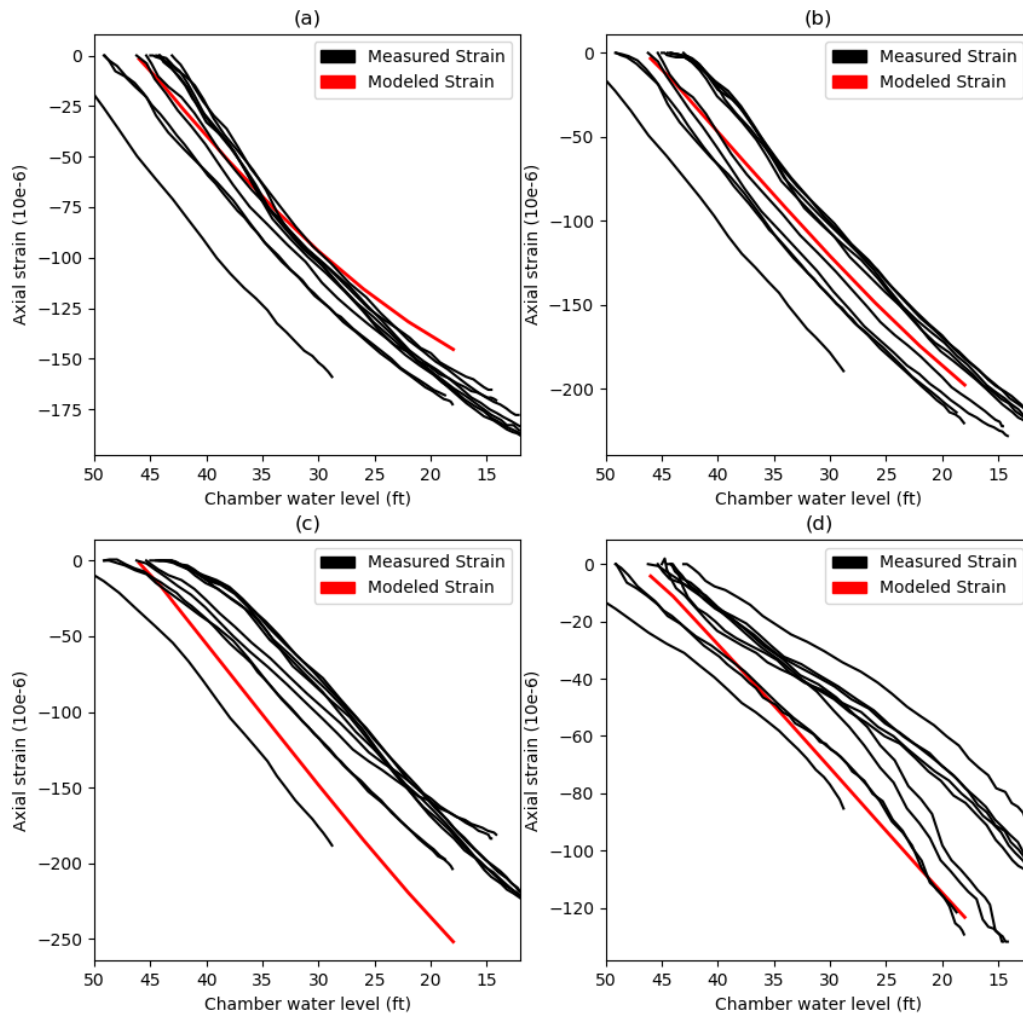 (a)
Measured Strain
Modeled Strain
0
−25
−50
−75
−100
−125
−150
−175
Axial strain (10e-6)
50 45 40 35 30 25 20 15
Chamber water level (ft)
(b)
Measured Strain
Modeled Strain
0
−50
−100
−150
−200
Axial strain (10e-6)
50 45 40 35 30 25 20 15
Chamber water level (ft)
(c)
Measured Strain
Modeled Strain
0
−50
−100
−150
−200
−250
Axial strain (10e-6)
50 45 40 35 30 25 20 15
Chamber water level (ft)
(d)
Measured Strain
Modeled Strain
0
−20
−40
−60
−80
−100
−120
Axial strain (10e-6)
50 45 40 35 30 25 20 15
Chamber water level (ft)